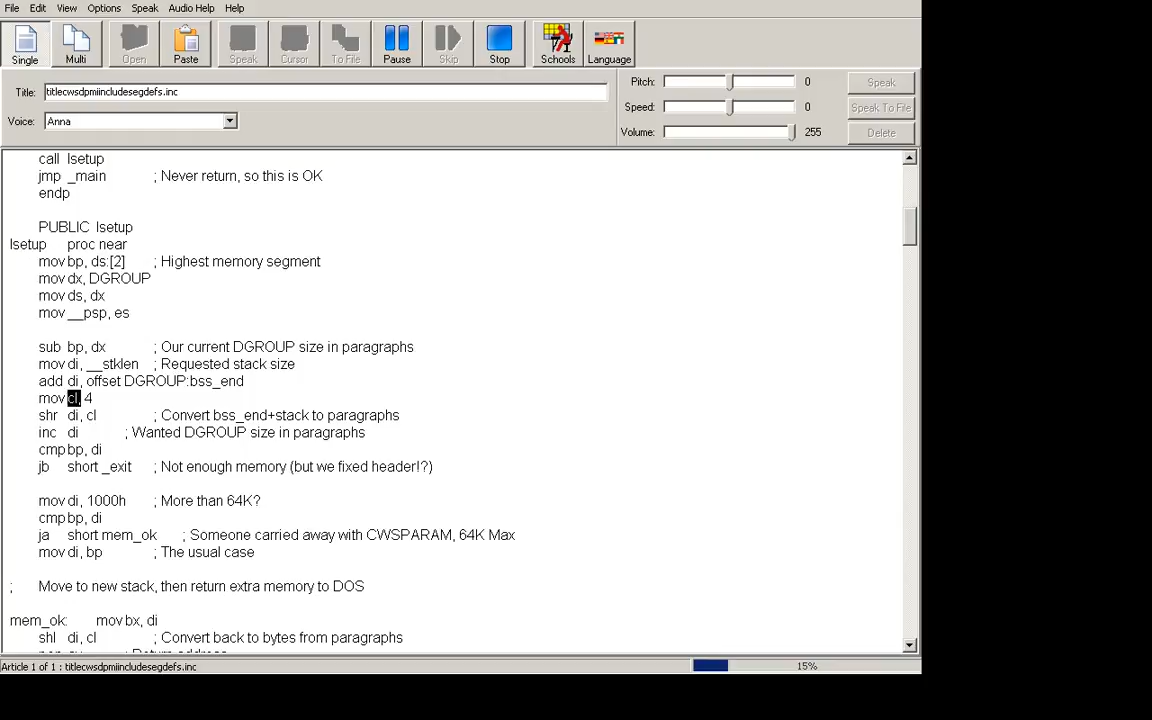 File Edit View Options Speak Audio Help Help
Single Multi Open Paste Speak Cursor To File Pause Skip Stop Schools Language
Title: titlecwsdpmiincludesegdefs.inc
Voice: Anna
Pitch: 0 Speak
Speed: 0 Speak To File
Volume: 255 Delete
call lsetup
jmp _main ; Never return, so this is OK
endp
PUBLIC lsetup
lsetup proc near
mov bp, ds:[2] ; Highest memory segment
mov dx, DGROUP
mov ds, dx
mov __psp, es
sub bp, dx ; Our current DGROUP size in paragraphs
mov di, __stklen ; Requested stack size
add di, offset DGROUP:bss_end
mov cl, 4
shr di, cl ; Convert bss_end+stack to paragraphs
inc di ; Wanted DGROUP size in paragraphs
cmp bp, di
jb short _exit ; Not enough memory (but we fixed header!?)
mov di, 1000h ; More than 64K?
cmp bp, di
ja short mem_ok ; Someone carried away with CWSPARAM, 64K Max
mov di, bp ; The usual case
; Move to new stack, then return extra memory to DOS
mem_ok: mov bx, di
shl di, cl ; Convert back to bytes from paragraphs
Article 1 of 1 : titlecwsdpmiincludesegdefs.inc 15%